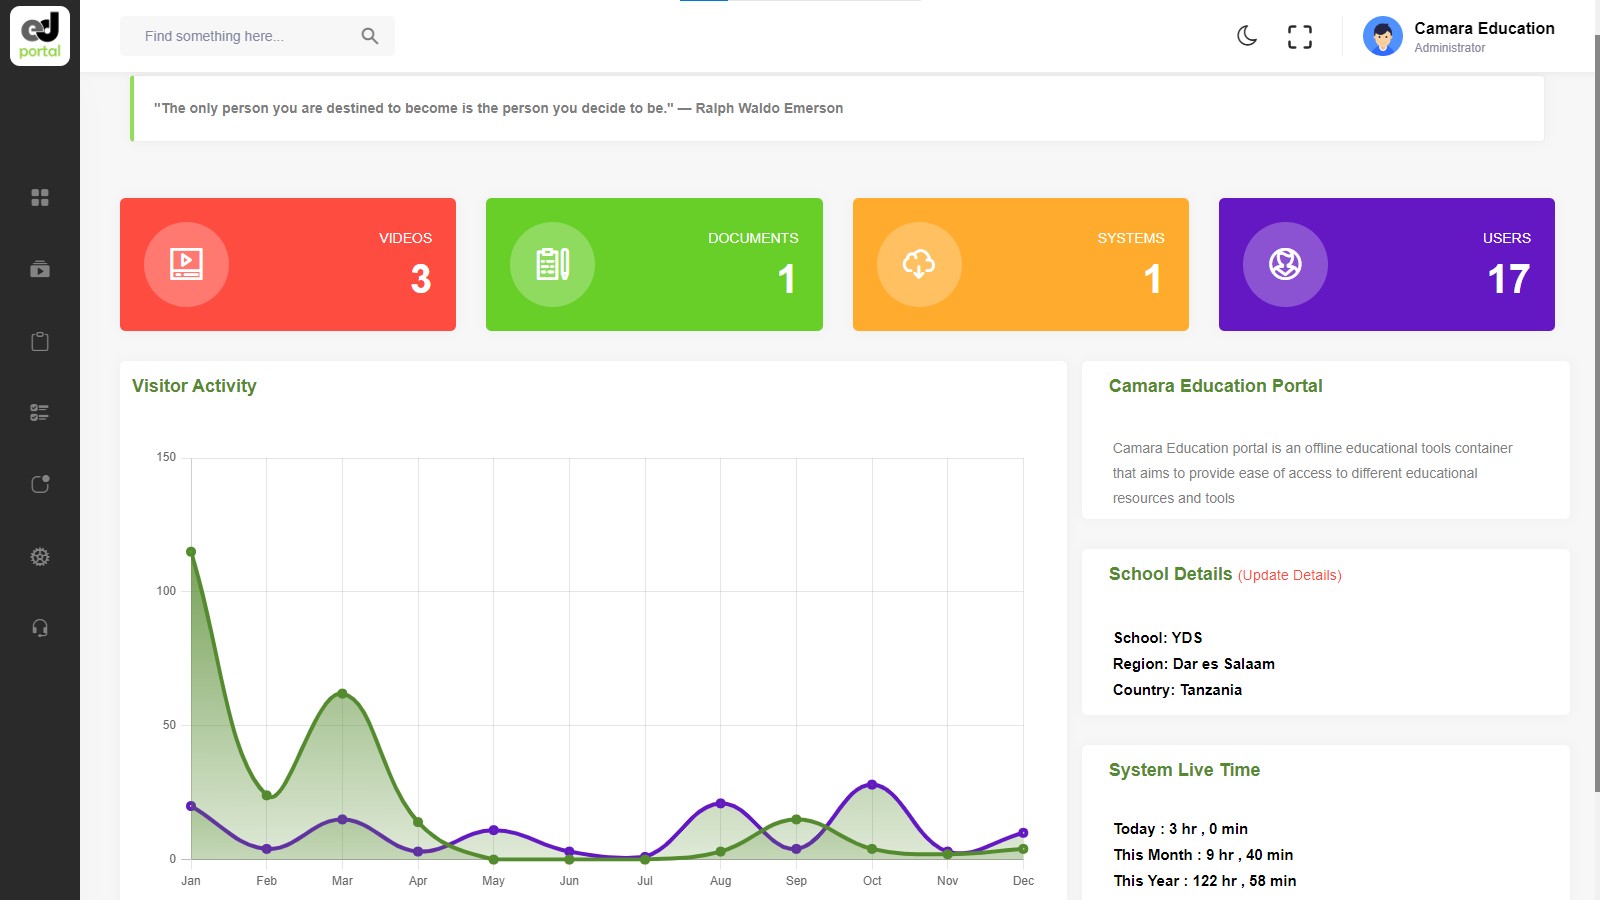 ed
portal
Find something here...
Camara Education
Administrator
"The only person you are destined to become is the person you decide to be." — Ralph Waldo Emerson
VIDEOS
3
DOCUMENTS
1
SYSTEMS
1
USERS
17
Visitor Activity
150
100
50
0
Jan Feb Mar Apr May Jun Jul Aug Sep Oct Nov Dec
Camara Education Portal
Camara Education portal is an offline educational tools container
that aims to provide ease of access to different educational
resources and tools
School Details (Update Details)
School: YDS
Region: Dar es Salaam
Country: Tanzania
System Live Time
Today : 3 hr , 0 min
This Month : 9 hr , 40 min
This Year : 122 hr , 58 min